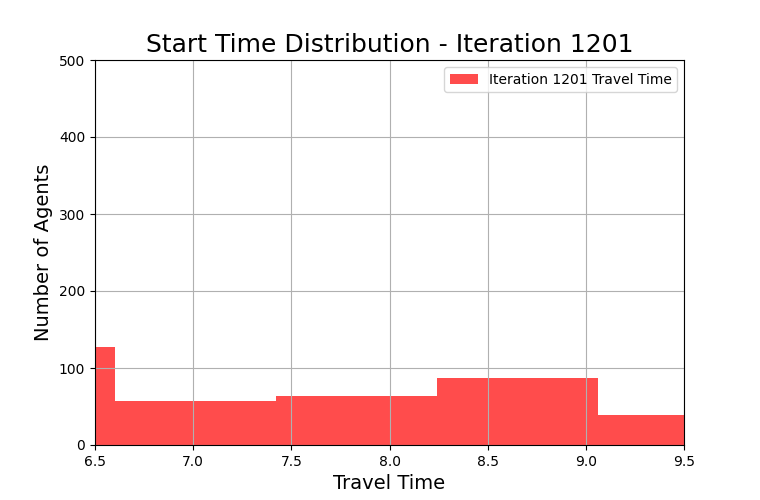 Start Time Distribution - Iteration 1201
Iteration 1201 Travel Time
Number of Agents
500
400
300
200
100
0
6.5 7.0 7.5 8.0 8.5 9.0 9.5
Travel Time